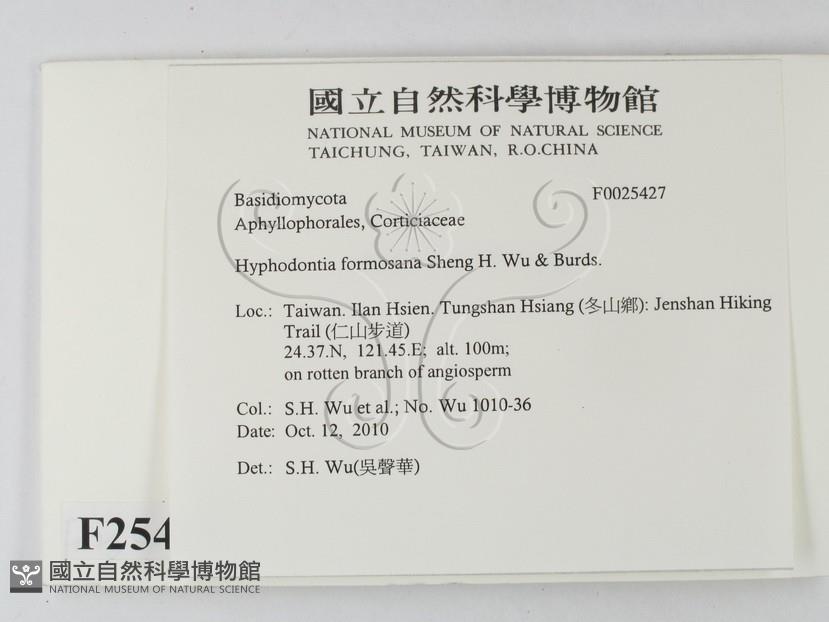 國立自然科學博物館
NATIONAL MUSEUM OF NATURAL SCIENCE
TAICHUNG, TAIWAN, R.O.CHINA
Basidiomycota F0025427
Aphyllophorales, Corticiaceae
Hyphodontia formosana Sheng H. Wu & Burds.
Loc.: Taiwan. Ilan Hsien. Tungshan Hsiang (冬山鄉): Jenshan Hiking
Trail (仁山步道)
24.37.N, 121.45.E; alt. 100m;
on rotten branch of angiosperm
Col.: S.H. Wu et al.; No. Wu 1010-36
Date: Oct. 12, 2010
Det.: S.H. Wu(吳聲華)
F254
國立自然科學博物館
NATIONAL MUSEUM OF NATURAL SCIENCE